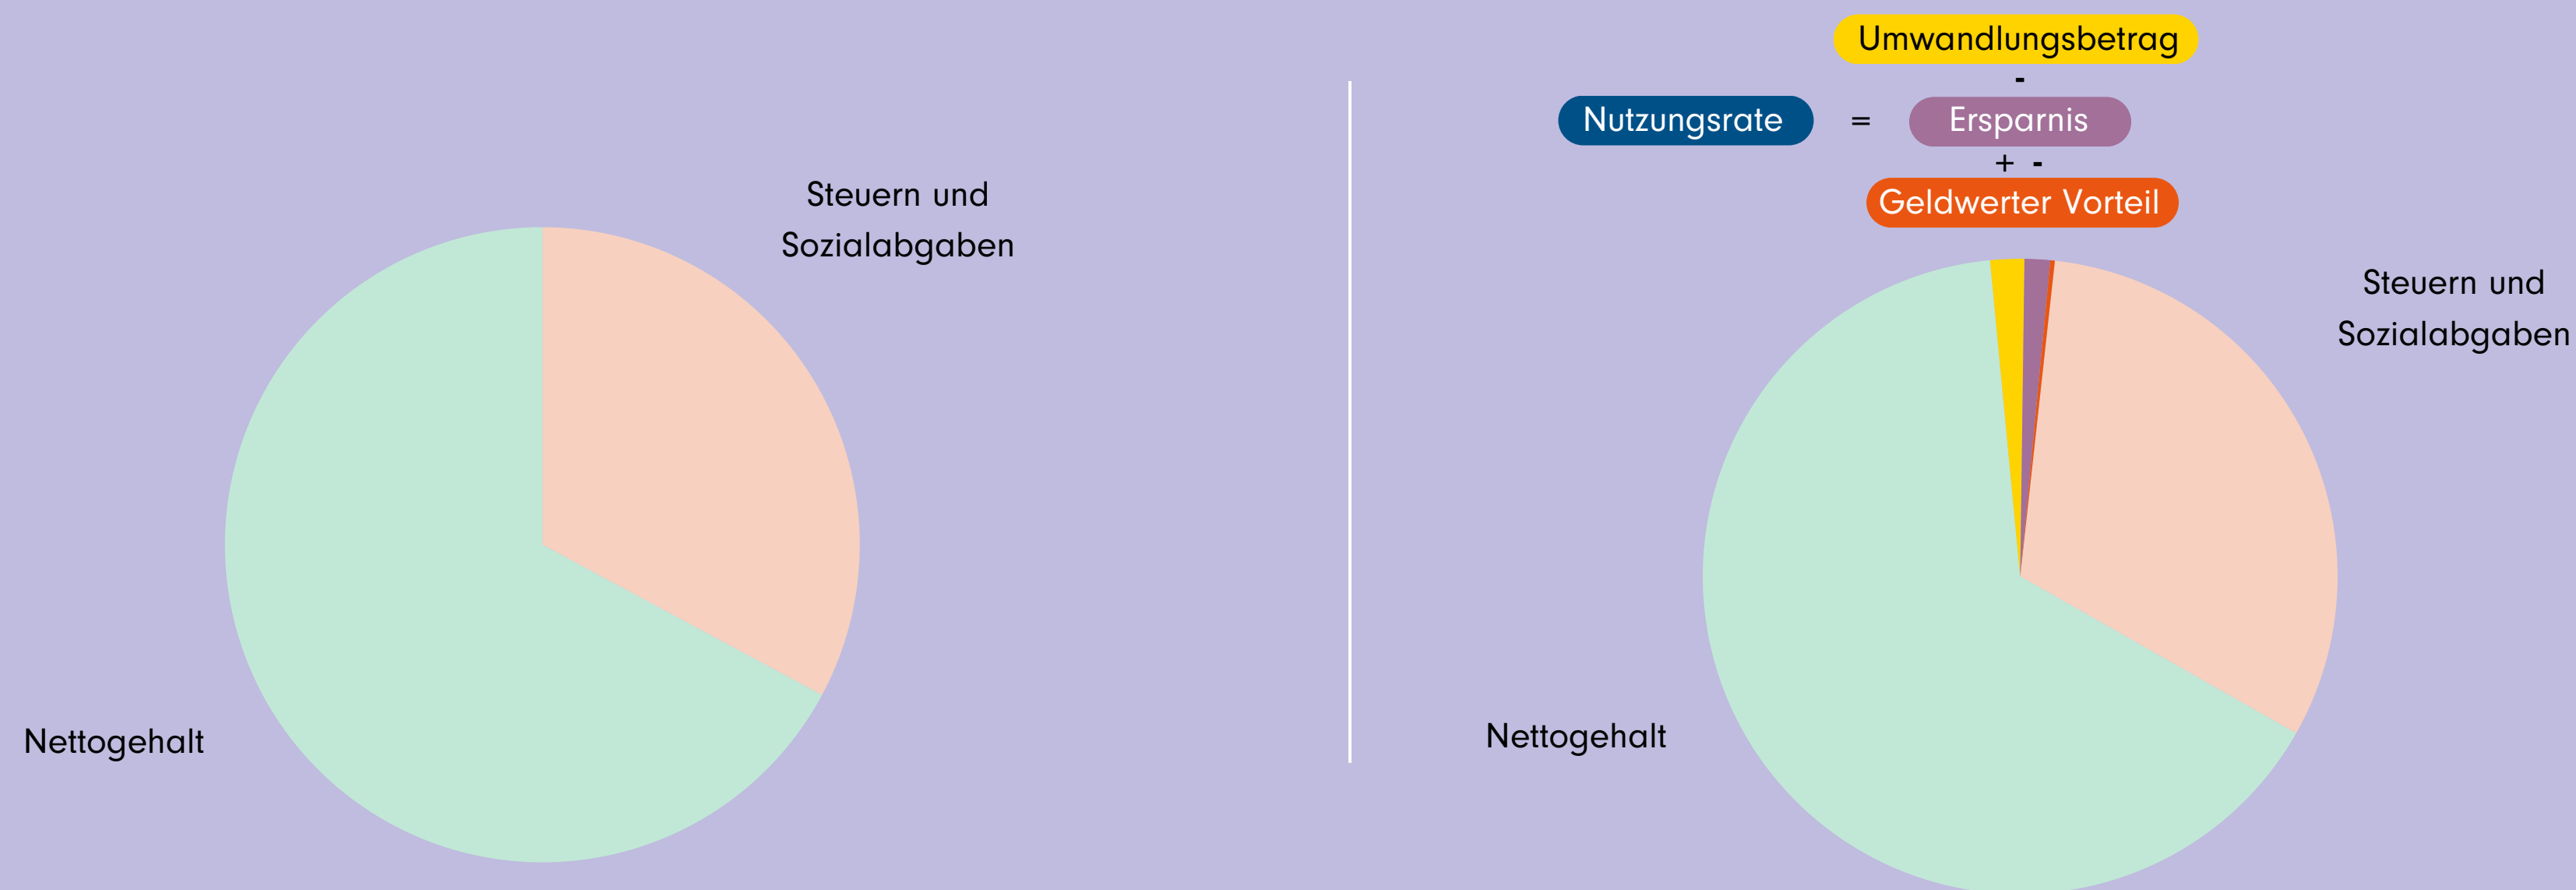 Steuern und
Sozialabgaben
Nettogehalt
Umwandlungsbetrag
-
Nutzungsrate = Ersparnis
+ -
Geldwerter Vorteil
Steuern und
Sozialabgaben
Nettogehalt